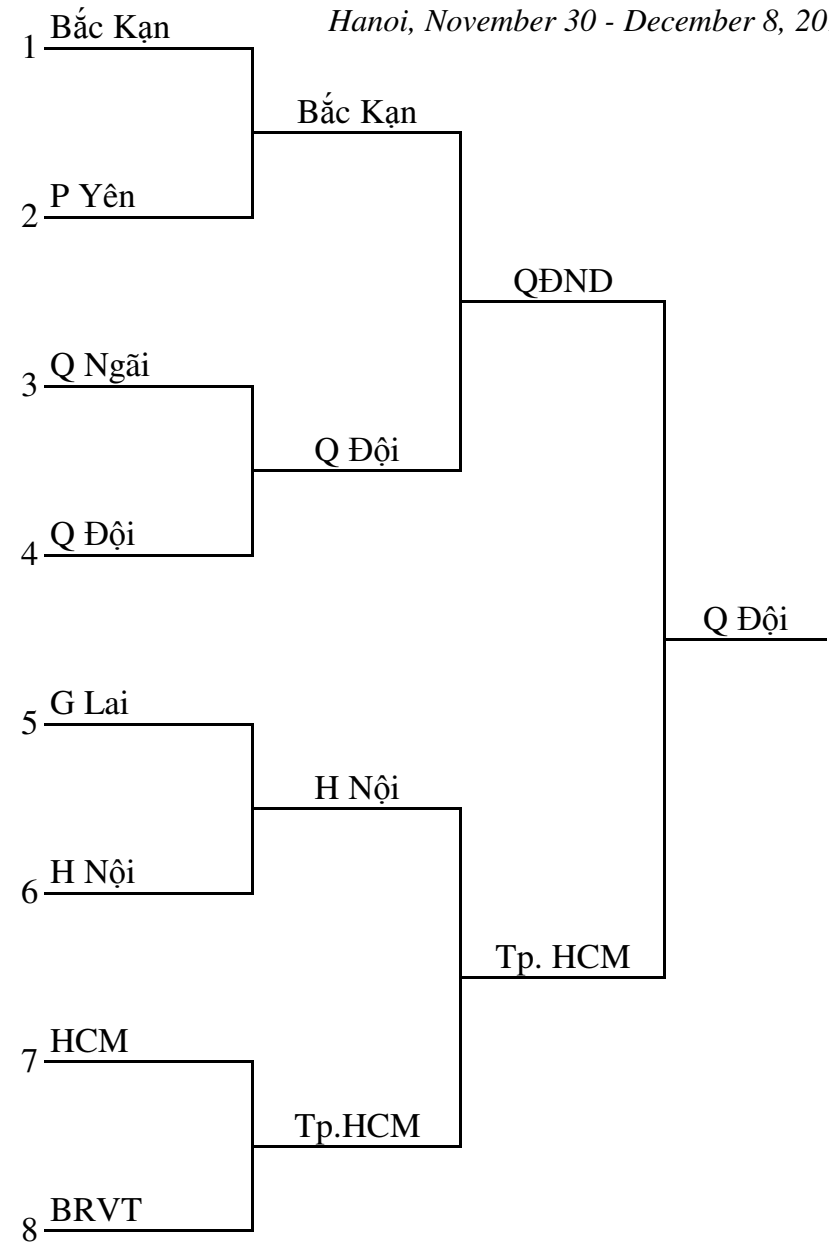 Hanoi, November 30 - December 8, 20
1 Bắc Kạn
Bắc Kạn
2 P Yên
QĐND
3 Q Ngãi
Q Đội
4 Q Đội
Q Đội
5 G Lai
H Nội
6 H Nội
Tp. HCM
7 HCM
Tp.HCM
8 BRVT